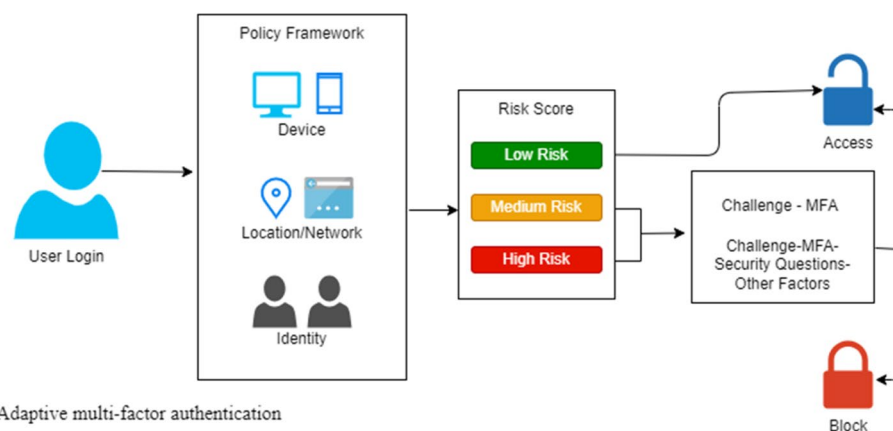 Policy Framework
Device
Location/Network
Identity
User Login
Risk Score
Low Risk
Medium Risk
High Risk
Access
Challenge - MFA
Challenge-MFA-
Security Questions-
Other Factors
Block
Adaptive multi-factor authentication